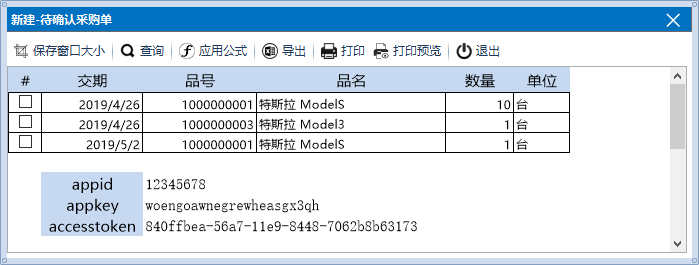 新建-待确认采购单
保存窗口大小 查询 应用公式 导出 打印 打印预览 退出
# 交期 品号 品名 数量 单位
2019/4/26 1000000001 特斯拉 ModelS 10 台
2019/4/26 1000000003 特斯拉 Model3 1 台
2019/5/2 1000000001 特斯拉 ModelS 1 台
appid 12345678
appkey woengoawnegrewheasgx3qh
accesstoken 840ffbea-56a7-11e9-8448-7062b8b63173